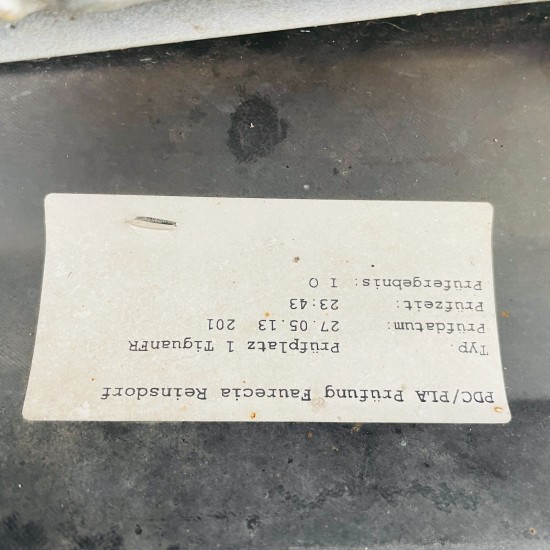 PDC/PLA Prüfung Faurecia Reinsdorf
Typ. Prüfplatz 1 TiguanFR
Prüfdatum: 27.05.13 201
Prüfzeit: 23:43
Prüfergebnis: I O